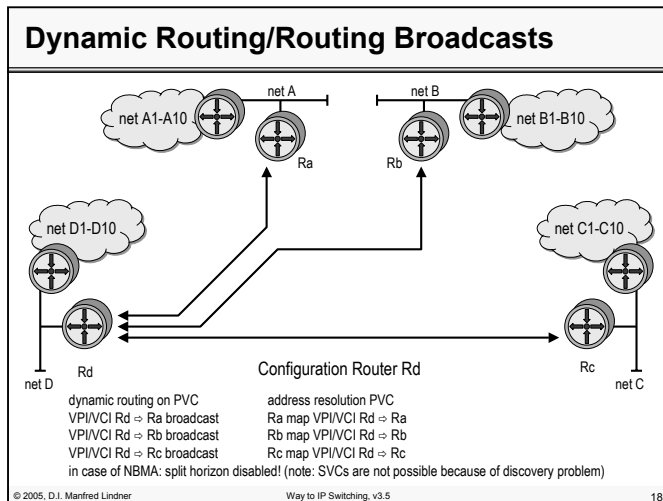 Dynamic Routing/Routing Broadcasts
net A
net B
net A1-A10
net B1-B10
Ra
Rb
net D1-D10
net C1-C10
Rd
Rc
net D
net C
Configuration Router Rd
dynamic routing on PVC
address resolution PVC
VPI/VCI Rd ⇨ Ra broadcast
Ra map VPI/VCI Rd ⇨ Ra
VPI/VCI Rd ⇨ Rb broadcast
Rb map VPI/VCI Rd ⇨ Rb
VPI/VCI Rd ⇨ Rc broadcast
Rc map VPI/VCI Rd ⇨ Rc
in case of NBMA: split horizon disabled! (note: SVCs are not possible because of discovery problem)
© 2005, D.I. Manfred Lindner
Way to IP Switching, v3.5
18